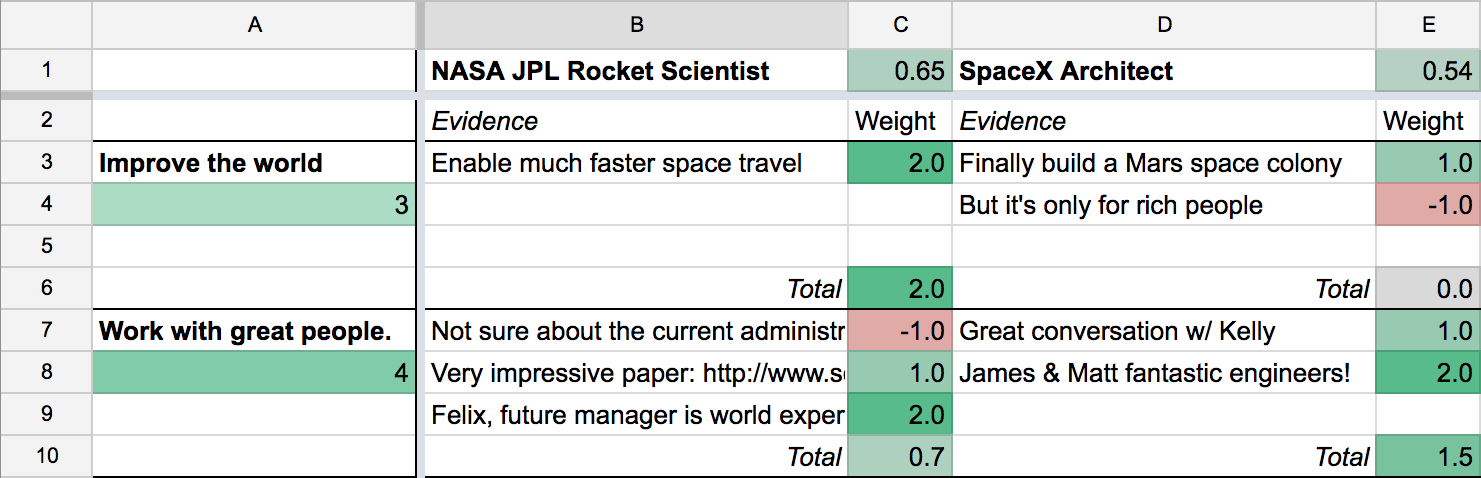 A B C D E
1 NASA JPL Rocket Scientist 0.65 SpaceX Architect 0.54
2 Evidence Weight Evidence Weight
3 Improve the world Enable much faster space travel 2.0 Finally build a Mars space colony 1.0
4 3 But it's only for rich people -1.0
5
6 Total 2.0 Total 0.0
7 Work with great people. Not sure about the current administr -1.0 Great conversation w/ Kelly 1.0
8 4 Very impressive paper: http://www.s 1.0 James & Matt fantastic engineers! 2.0
9 Felix, future manager is world exper 2.0
10 Total 0.7 Total 1.5